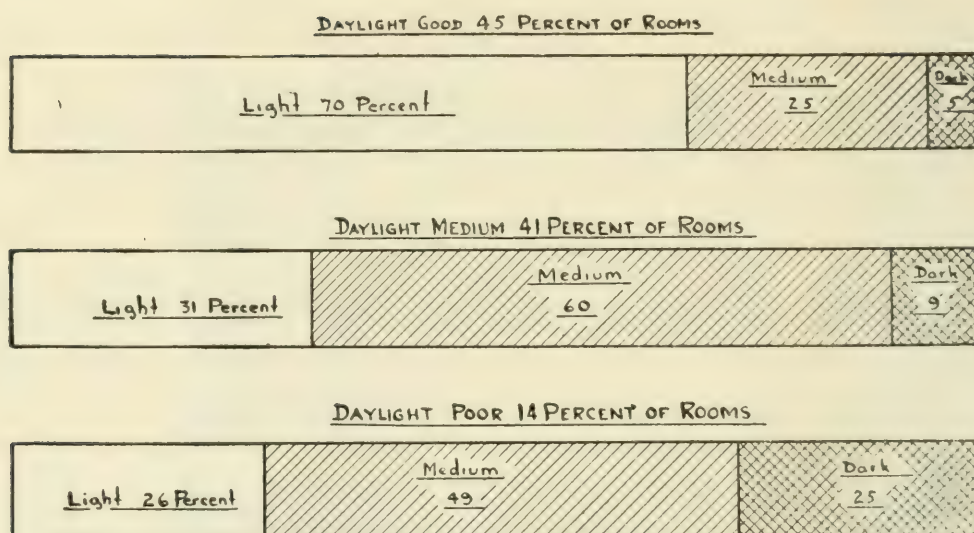 DAYLIGHT GOOD 45 PERCENT OF ROOMS
Light 70 Percent
Medium
25
Dark
5
DAYLIGHT MEDIUM 41 PERCENT OF ROOMS
Light 31 Percent
Medium
60
Dark
9
DAYLIGHT POOR 14 PERCENT OF ROOMS
Light 26 Percent
Medium
49
Dark
25